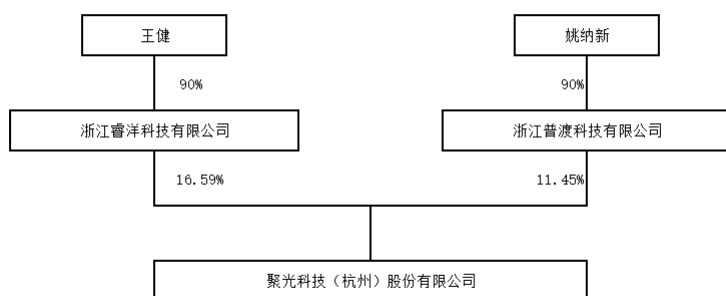 王健
姚纳新
90%
90%
浙江睿洋科技有限公司
浙江普渡科技有限公司
16.59%
11.45%
聚光科技（杭州）股份有限公司